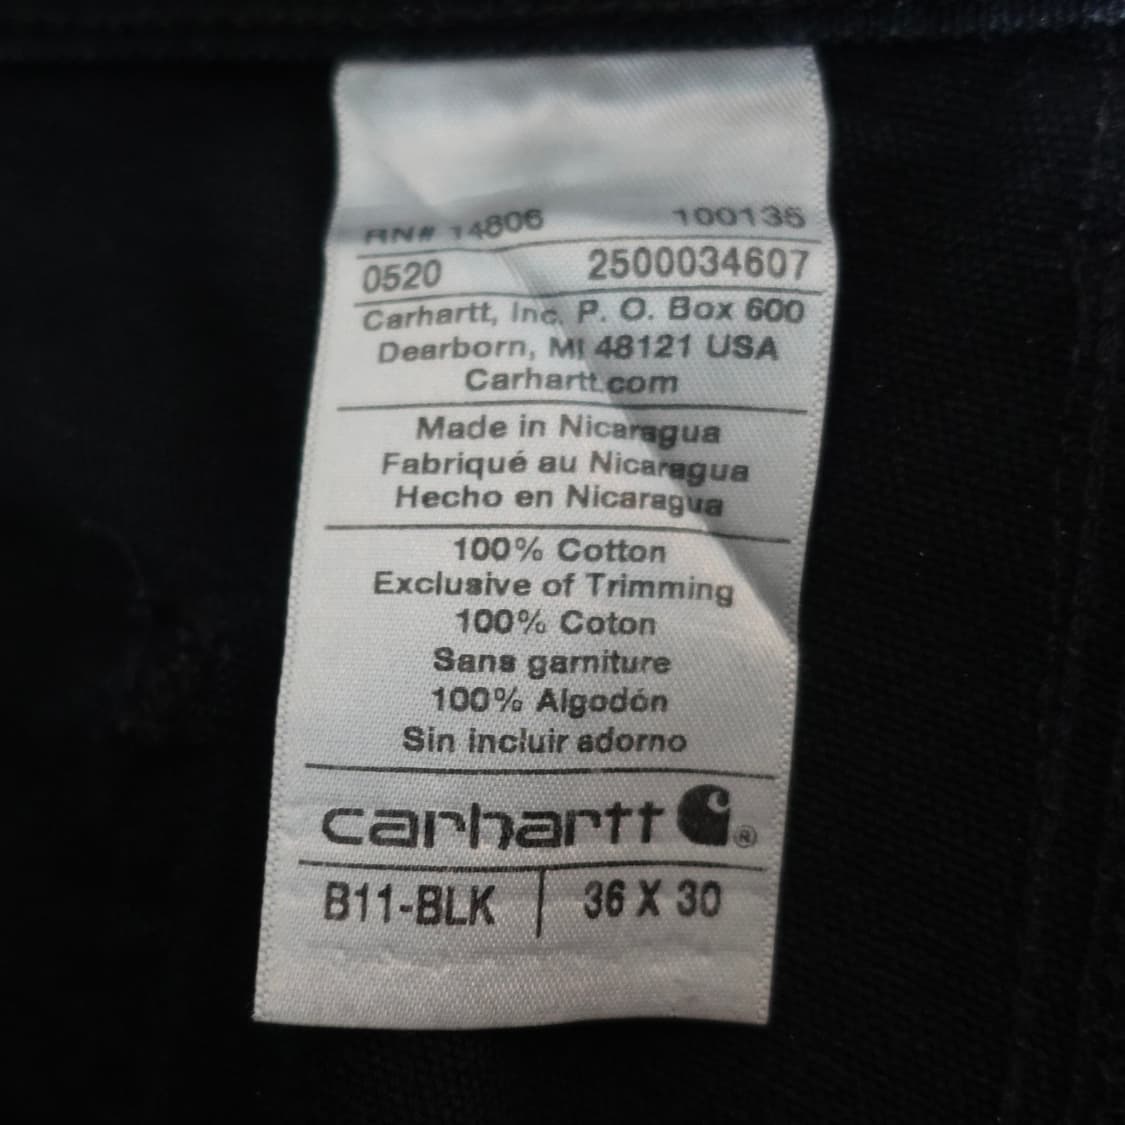 RN# 14806 100135
0520 2500034607
Carhartt, Inc. P. O. Box 600
Dearborn, MI 48121 USA
Carhartt.com
Made in Nicaragua
Fabriqué au Nicaragua
Hecho en Nicaragua
100% Cotton
Exclusive of Trimming
100% Coton
Sans garniture
100% Algodón
Sin incluir adorno
carhartt ®
B11-BLK | 36 X 30